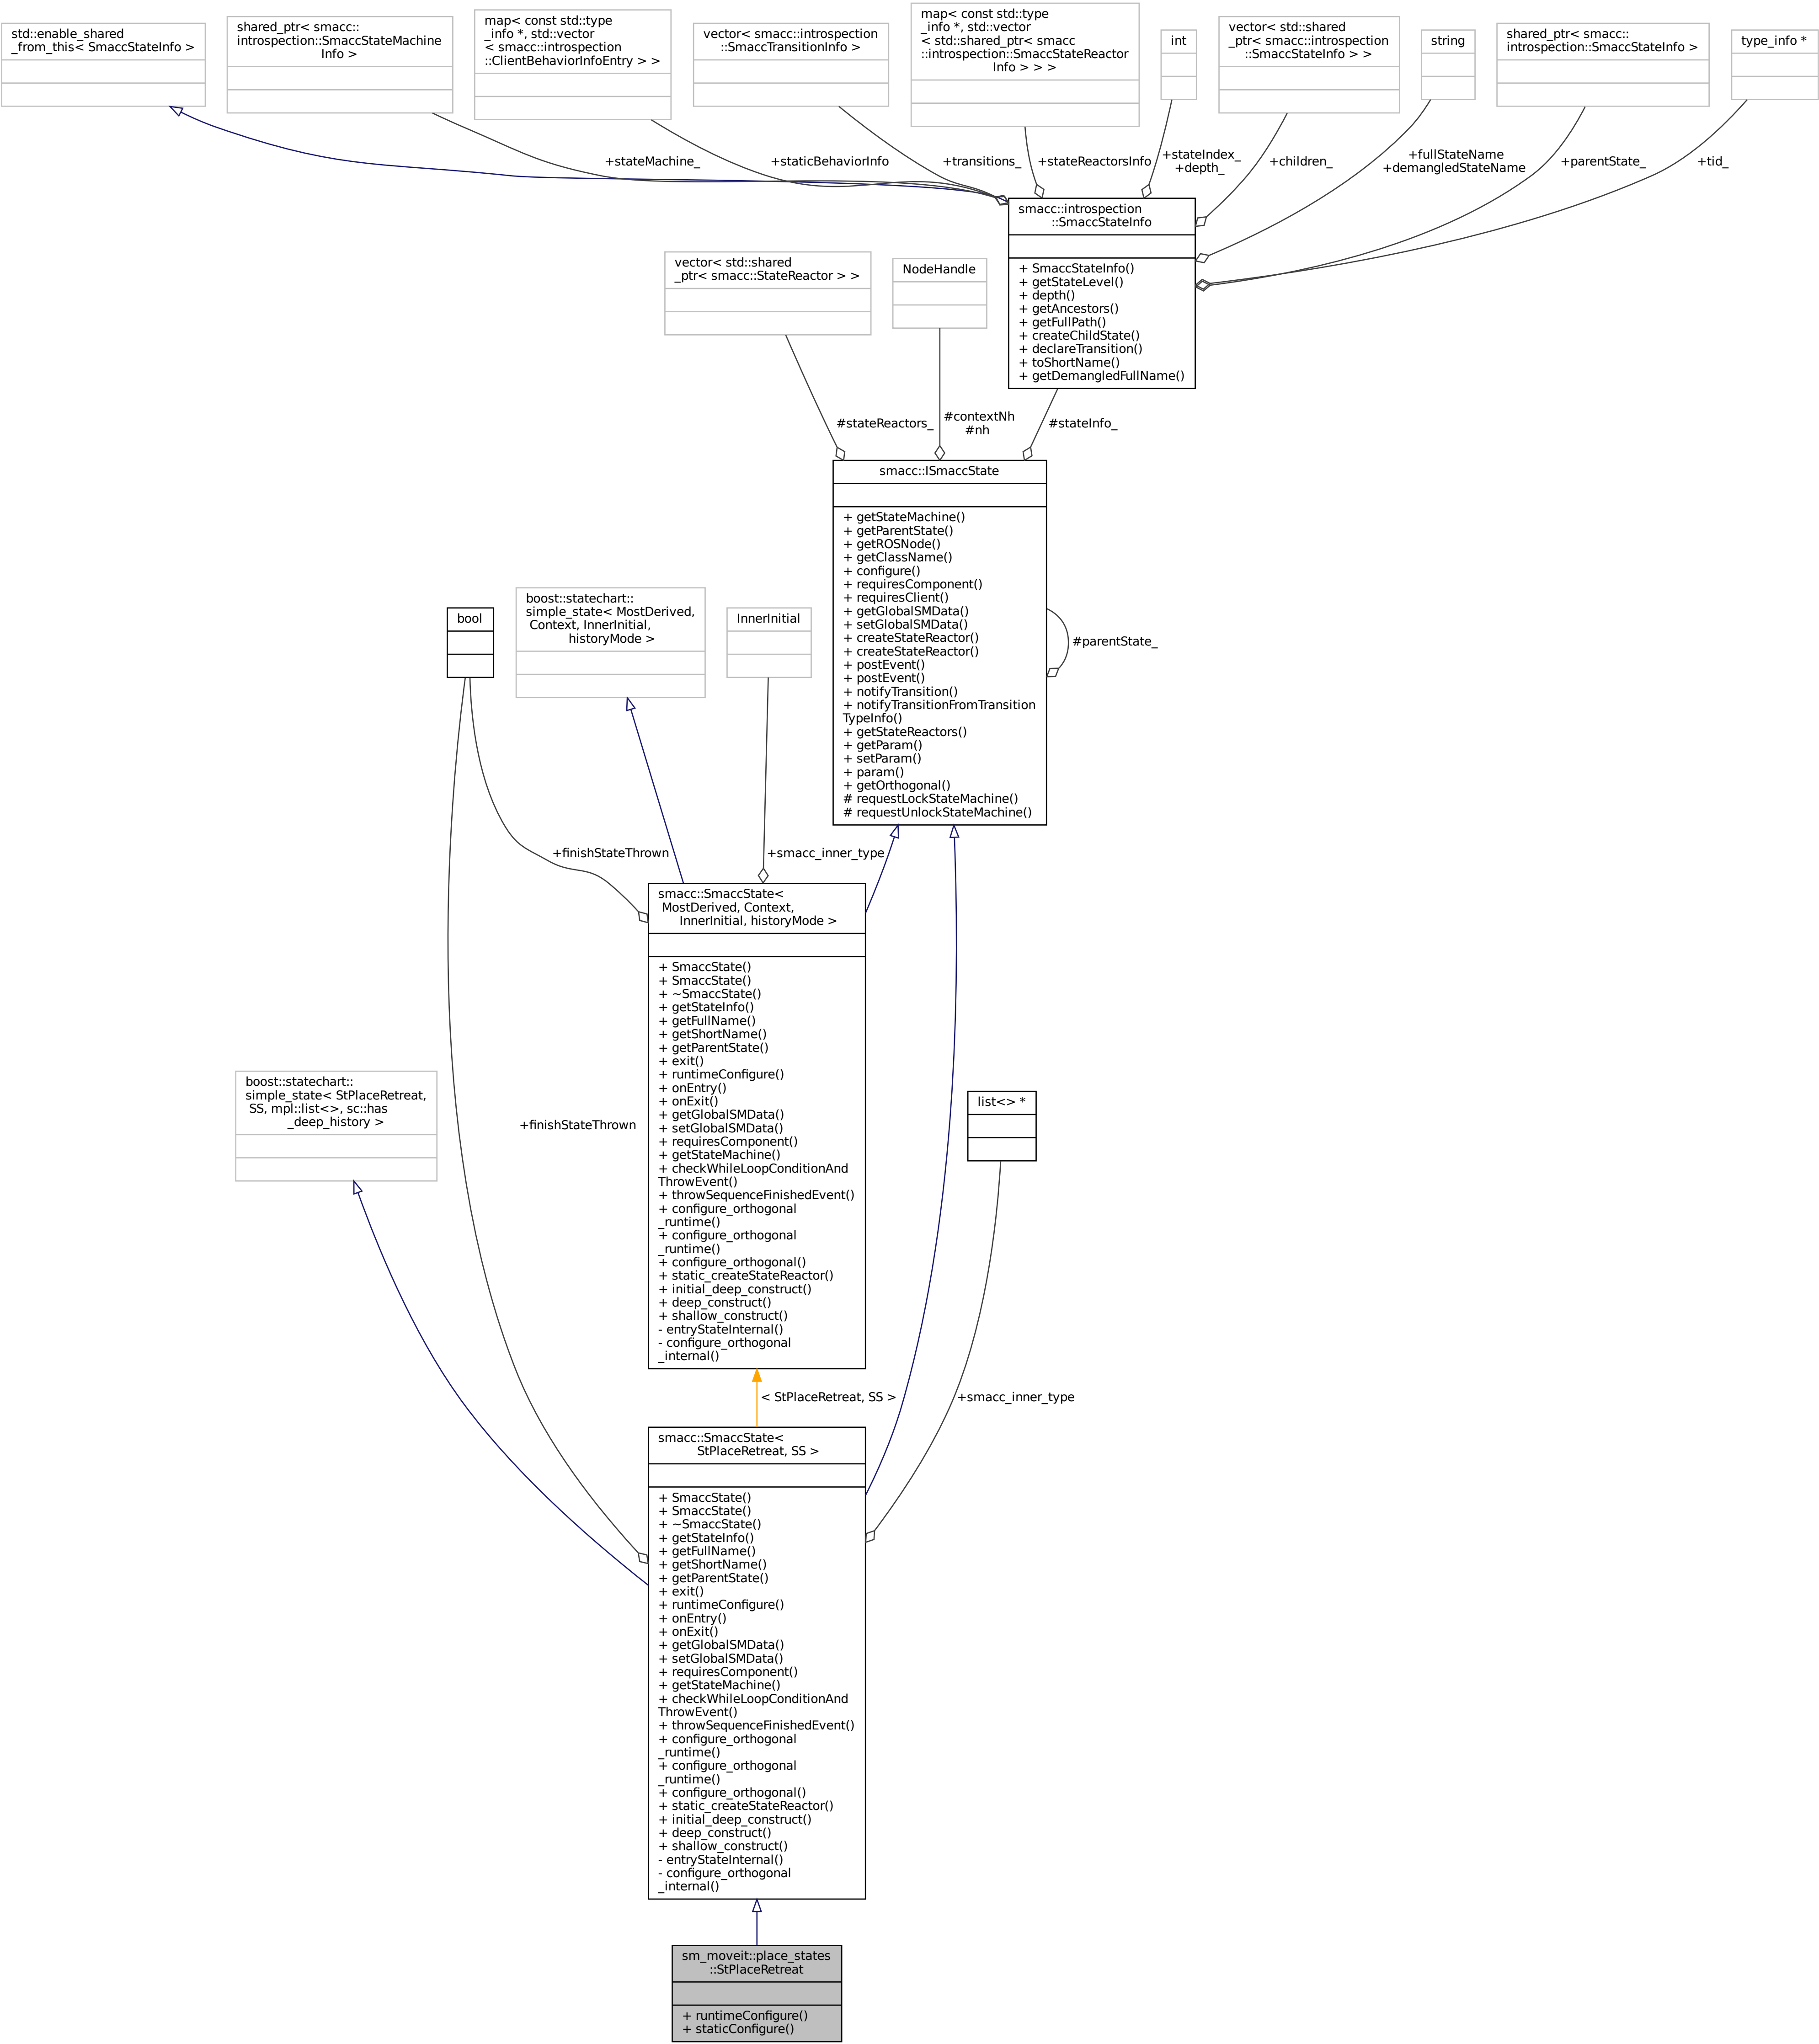 std::enable_shared
_from_this< SmaccStateInfo >
shared_ptr< smacc::
introspection::SmaccStateMachine
Info >
map< const std::type
_info *, std::vector
< smacc::introspection
::ClientBehaviorInfoEntry > >
vector< smacc::introspection
::SmaccTransitionInfo >
map< const std::type
_info *, std::vector
< std::shared_ptr< smacc
::introspection::SmaccStateReactor
Info > > >
int
vector< std::shared
_ptr< smacc::introspection
::SmaccStateInfo > >
string
shared_ptr< smacc::
introspection::SmaccStateInfo >
type_info *
+stateMachine_
+staticBehaviorInfo
+transitions_
+stateReactorsInfo
+stateIndex_
+depth_
+children_
+fullStateName
+demangledStateName
+parentState_
+tid_
smacc::introspection
::SmaccStateInfo
+ SmaccStateInfo()
+ getStateLevel()
+ depth()
+ getAncestors()
+ getFullPath()
+ createChildState()
+ declareTransition()
+ toShortName()
+ getDemangledFullName()
vector< std::shared
_ptr< smacc::StateReactor > >
NodeHandle
#stateReactors_
#contextNh
#nh
#stateInfo_
smacc::ISmaccState
+ getStateMachine()
+ getParentState()
+ getROSNode()
+ getClassName()
+ configure()
+ requiresComponent()
+ requiresClient()
+ getGlobalSMData()
+ setGlobalSMData()
+ createStateReactor()
+ createStateReactor()
+ postEvent()
+ postEvent()
+ notifyTransition()
+ notifyTransitionFromTransition
TypeInfo()
+ getStateReactors()
+ getParam()
+ setParam()
+ param()
+ getOrthogonal()
# requestLockStateMachine()
# requestUnlockStateMachine()
#parentState_
bool
boost::statechart::
simple_state< MostDerived,
Context, InnerInitial,
historyMode >
InnerInitial
+finishStateThrown
+smacc_inner_type
smacc::SmaccState<
MostDerived, Context,
InnerInitial, historyMode >
+ SmaccState()
+ SmaccState()
+ ~SmaccState()
+ getStateInfo()
+ getFullName()
+ getShortName()
+ getParentState()
+ exit()
+ runtimeConfigure()
+ onEntry()
+ onExit()
+ getGlobalSMData()
+ setGlobalSMData()
+ requiresComponent()
+ getStateMachine()
+ checkWhileLoopConditionAnd
ThrowEvent()
+ throwSequenceFinishedEvent()
+ configure_orthogonal
_runtime()
+ configure_orthogonal
_runtime()
+ configure_orthogonal()
+ static_createStateReactor()
+ initial_deep_construct()
+ deep_construct()
+ shallow_construct()
- entryStateInternal()
- configure_orthogonal
_internal()
boost::statechart::
simple_state< StPlaceRetreat,
SS, mpl::list<>, sc::has
_deep_history >
+finishStateThrown
list<> *
< StPlaceRetreat, SS >
+smacc_inner_type
smacc::SmaccState<
StPlaceRetreat, SS >
+ SmaccState()
+ SmaccState()
+ ~SmaccState()
+ getStateInfo()
+ getFullName()
+ getShortName()
+ getParentState()
+ exit()
+ runtimeConfigure()
+ onEntry()
+ onExit()
+ getGlobalSMData()
+ setGlobalSMData()
+ requiresComponent()
+ getStateMachine()
+ checkWhileLoopConditionAnd
ThrowEvent()
+ throwSequenceFinishedEvent()
+ configure_orthogonal
_runtime()
+ configure_orthogonal
_runtime()
+ configure_orthogonal()
+ static_createStateReactor()
+ initial_deep_construct()
+ deep_construct()
+ shallow_construct()
- entryStateInternal()
- configure_orthogonal
_internal()
sm_moveit::place_states
::StPlaceRetreat
+ runtimeConfigure()
+ staticConfigure()